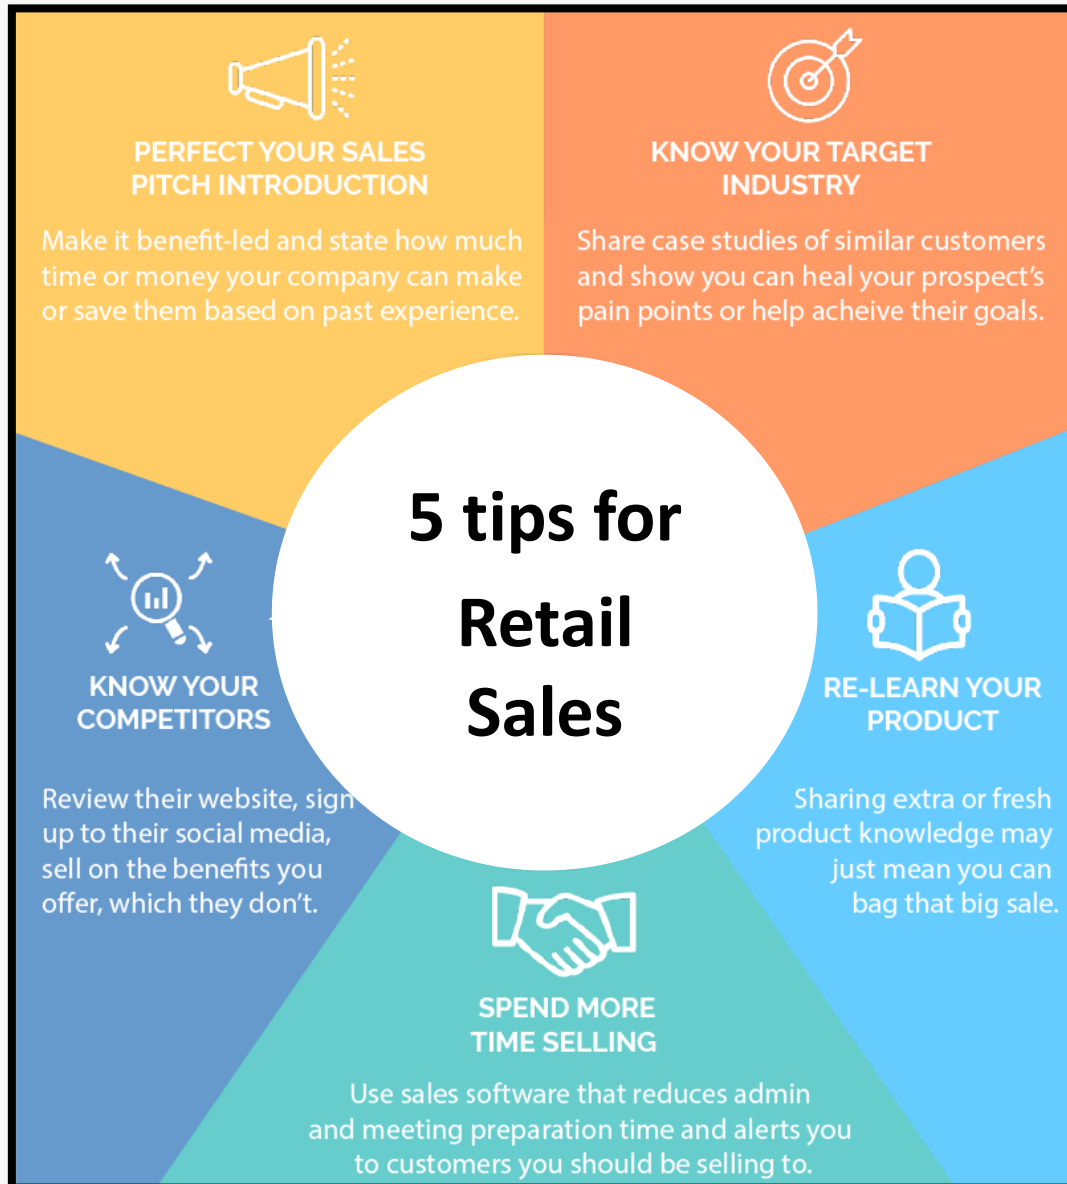 PERFECT YOUR SALES
PITCH INTRODUCTION
Make it benefit-led and state how much
time or money your company can make
or save them based on past experience.
KNOW YOUR TARGET
INDUSTRY
Share case studies of similar customers
and show you can heal your prospect's
pain points or help acheive their goals.
5 tips for
Retail
Sales
KNOW YOUR
COMPETITORS
Review their website, sign
up to their social media,
sell on the benefits you
offer, which they don't.
RE-LEARN YOUR
PRODUCT
Sharing extra or fresh
product knowledge may
just mean you can
bag that big sale.
SPEND MORE
TIME SELLING
Use sales software that reduces admin
and meeting preparation time and alerts you
to customers you should be selling to.